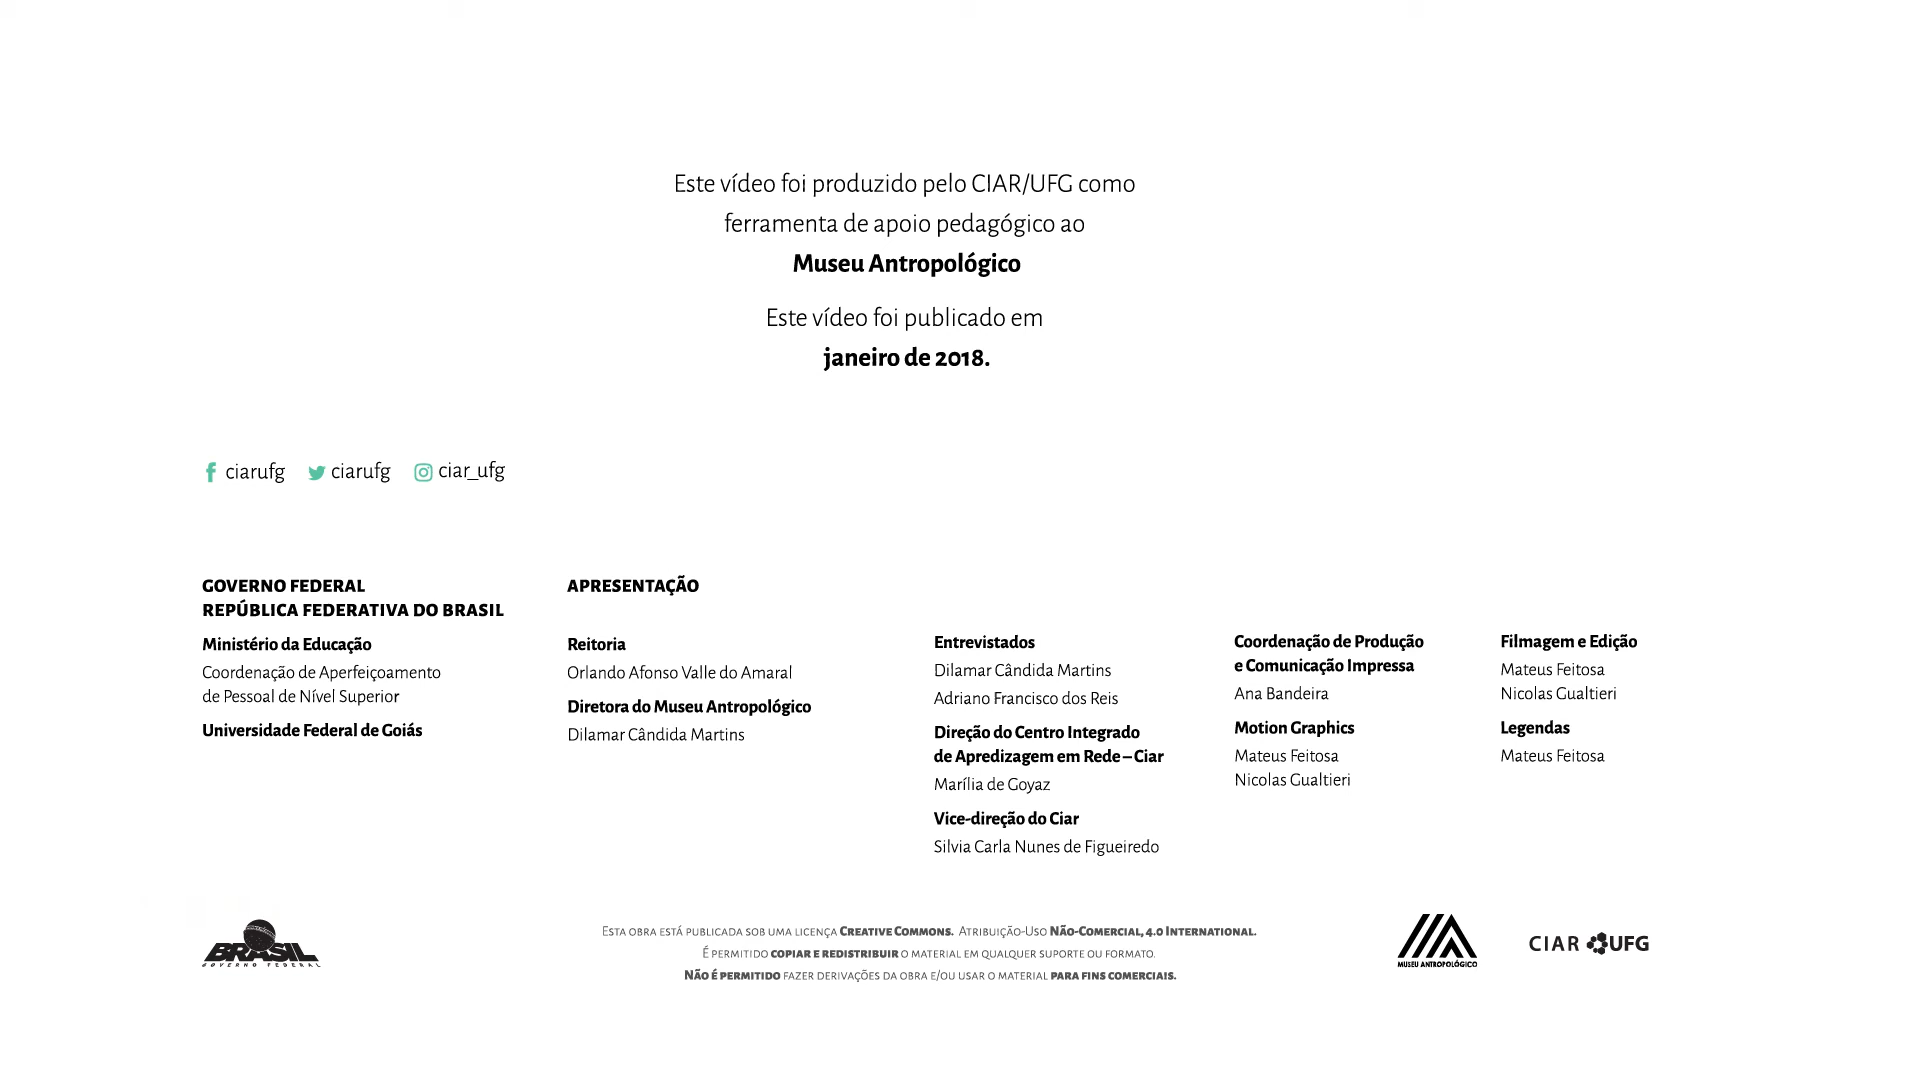 Este vídeo foi produzido pelo CIAR/UFG como
ferramenta de apoio pedagógico ao
Museu Antropológico
Este vídeo foi publicado em
janeiro de 2018.
ciarufg ciarufg ciar_ufg
GOVERNO FEDERAL
REPÚBLICA FEDERATIVA DO BRASIL
Ministério da Educação
Coordenação de Aperfeiçoamento
de Pessoal de Nível Superior
Universidade Federal de Goiás
APRESENTAÇÃO
Reitoria
Orlando Afonso Valle do Amaral
Diretora do Museu Antropológico
Dilamar Cândida Martins
Entrevistados
Dilamar Cândida Martins
Adriano Francisco dos Reis
Direção do Centro Integrado
de Apredizagem em Rede – Ciar
Marília de Goyaz
Vice-direção do Ciar
Silvia Carla Nunes de Figueiredo
Coordenação de Produção
e Comunicação Impressa
Ana Bandeira
Motion Graphics
Mateus Feitosa
Nicolas Gualtieri
Filmagem e Edição
Mateus Feitosa
Nicolas Gualtieri
Legendas
Mateus Feitosa
BRASIL
GOVERNO FEDERAL
Esta obra está publicada sob uma licença Creative Commons. Atribuição-Uso Não-Comercial, 4.0 International.
É permitido copiar e redistribuir o material em qualquer suporte ou formato.
Não é permitido fazer derivações da obra e/ou usar o material para fins comerciais.
MUSEU ANTROPOLÓGICO
CIAR UFG